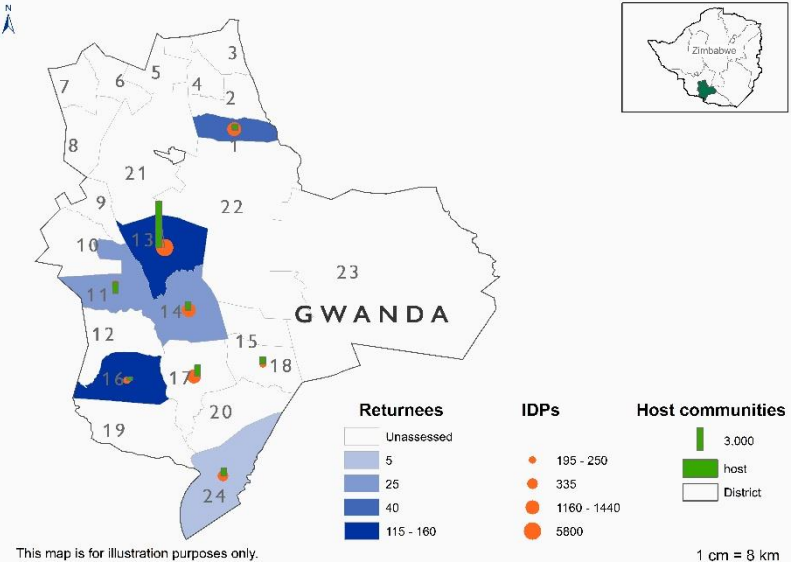 N
Zimbabwe
3
5
6
4
7
2
8
1
21
9
22
13
10
23
11
14
GWANDA
12
15
18
16
17
20
19
24
Returnees
Unassessed
5
25
40
115 - 160
IDPs
195 - 250
335
1160 - 1440
5800
Host communities
3.000
host
District
This map is for illustration purposes only.
1 cm = 8 km